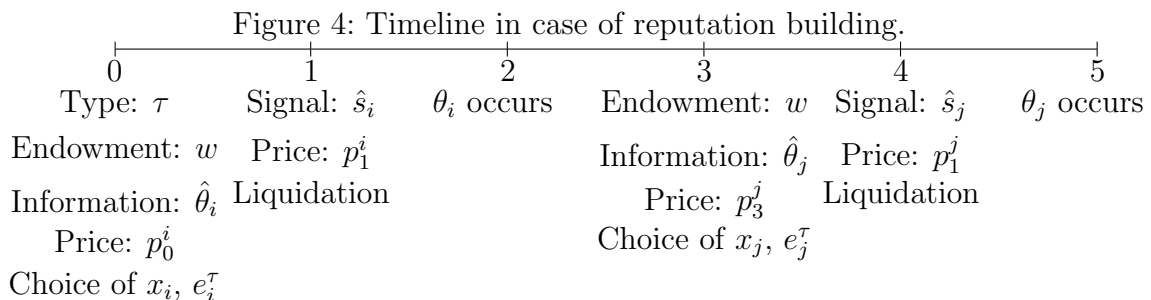 Figure 4: Timeline in case of reputation building.
0 1 2 3 4 5
Type: τ Signal: ŝ_i θ_i occurs Endowment: w Signal: ŝ_j θ_j occurs
Endowment: w Price: p_1^i Information: θ̂_j Price: p_1^j
Information: θ̂_i Liquidation Price: p_3^j Liquidation
Price: p_0^i Choice of x_j, e_j^τ
Choice of x_i, e_i^τ